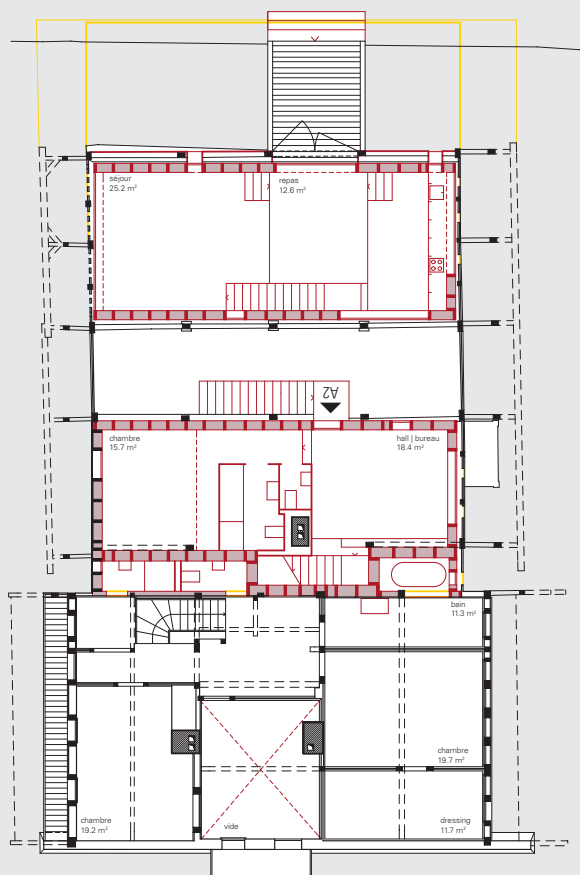 séjour
25.2 m²
repas
12.6 m²
A2
chambre
15.7 m²
hall | bureau
18.4 m²
bain
11.3 m²
chambre
19.7 m²
chambre
19.2 m²
vide
dressing
11.7 m²